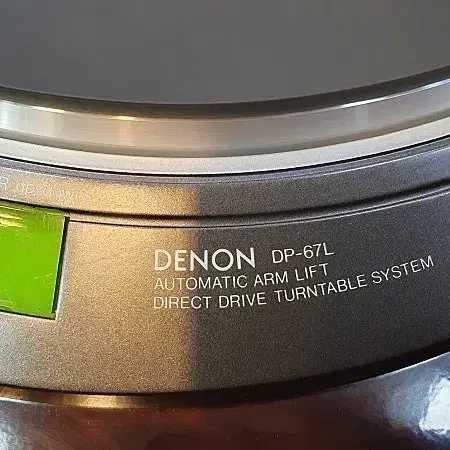 DENON DP-67L
AUTOMATIC ARM LIFT
DIRECT DRIVE TURNTABLE SYSTEM